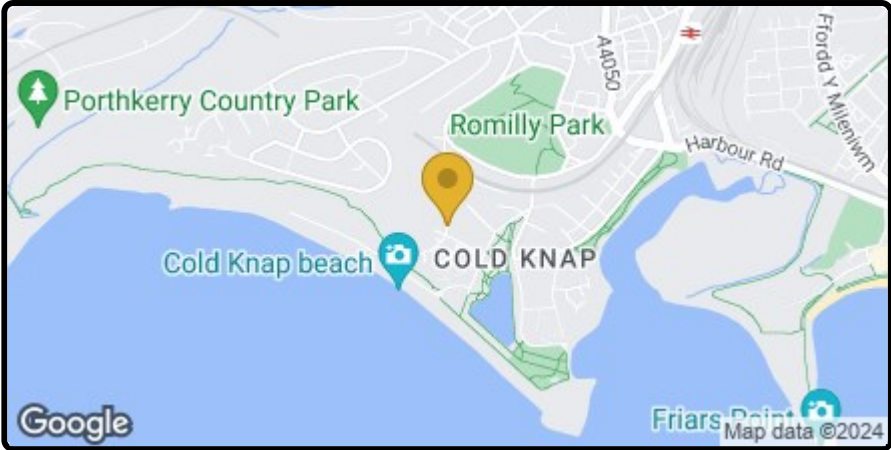 Ffordd Y Mileniwm
A4050
Porthkerry Country Park
Romilly Park
Harbour Rd
Cold Knap beach
COLD KNAP
Friars Point
Google
Map data ©2024